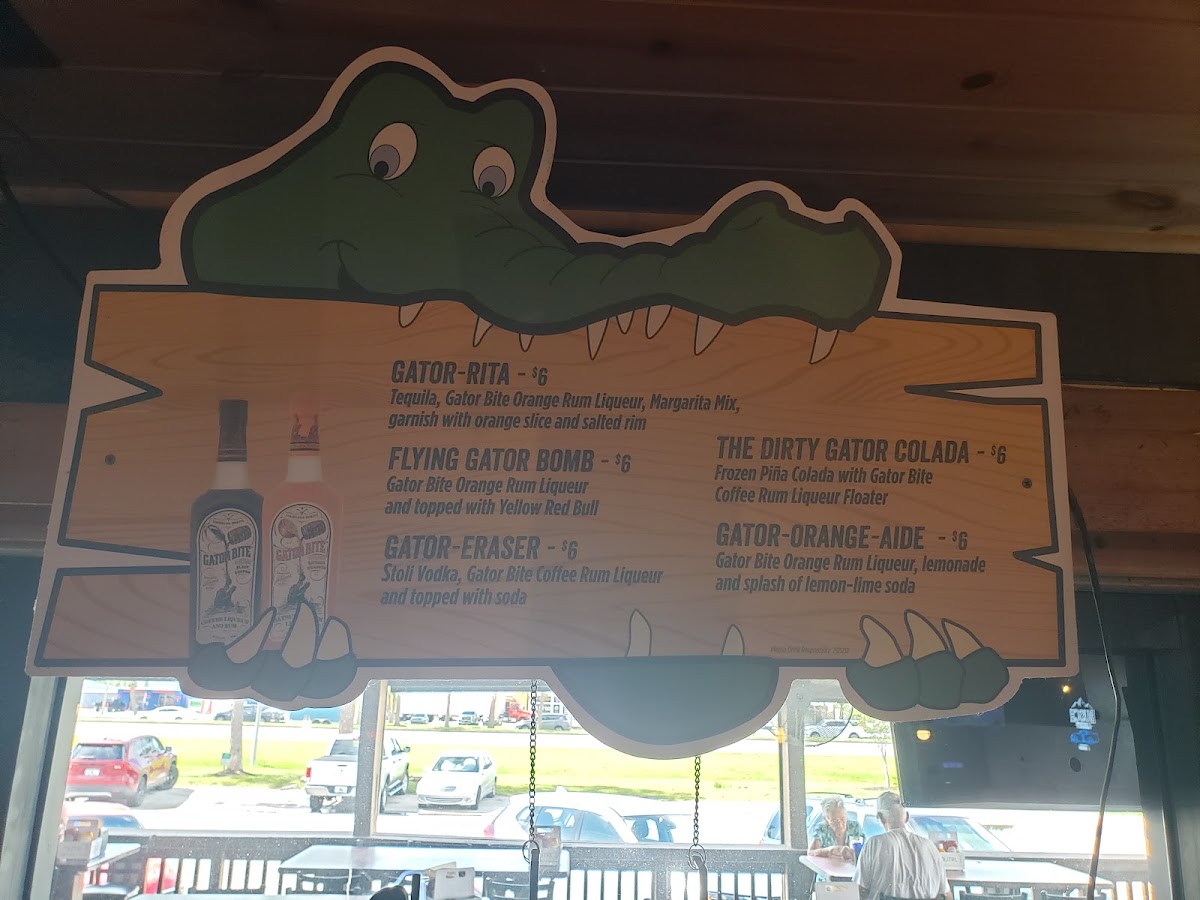 GATOR-RITA - $6
Tequila, Gator Bite Orange Rum Liqueur, Margarita Mix,
garnish with orange slice and salted rim
FLYING GATOR BOMB - $6
Gator Bite Orange Rum Liqueur
and topped with Yellow Red Bull
GATOR-ERASER - $6
Stoli Vodka, Gator Bite Coffee Rum Liqueur
and topped with soda
THE DIRTY GATOR COLADA - $6
Frozen Piña Colada with Gator Bite
Coffee Rum Liqueur Floater
GATOR-ORANGE-AIDE - $6
Gator Bite Orange Rum Liqueur, lemonade
and splash of lemon-lime soda
GATOR BITE
COFFEE LIQUEUR
AND RUM
GATOR BITE